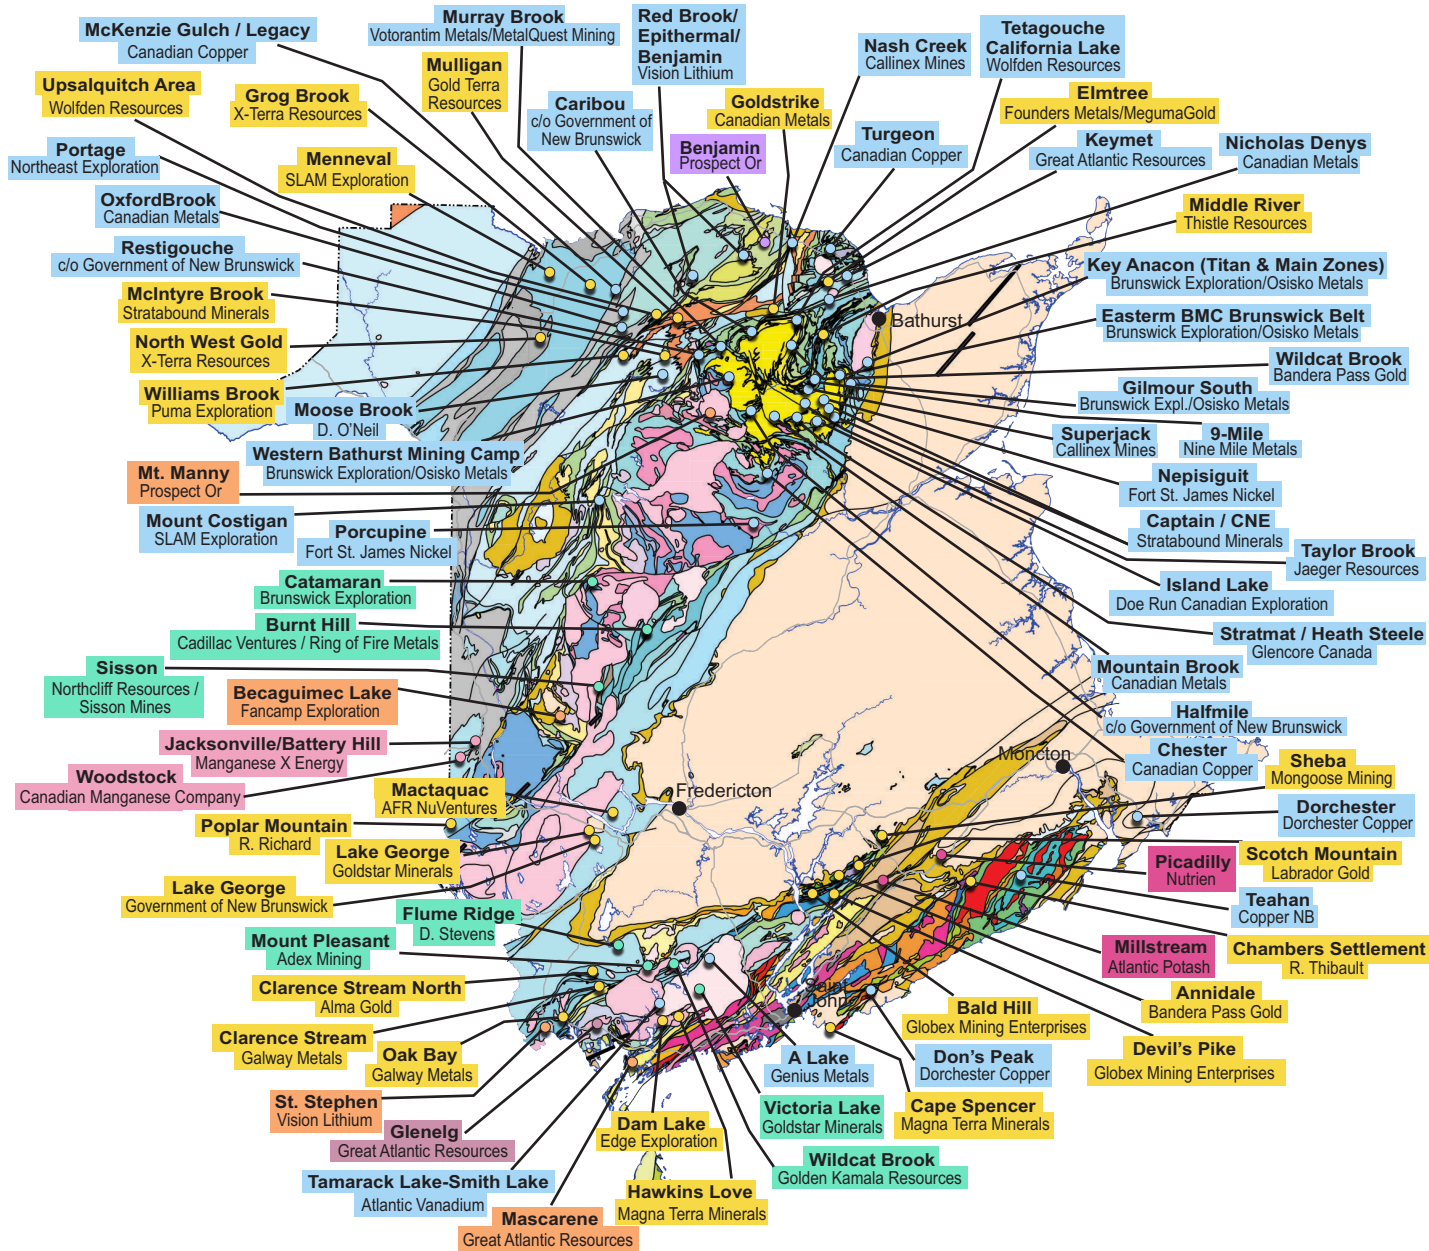 McKenzie Gulch / Legacy
Canadian Copper
Murray Brook
Votorantim Metals/MetalQuest Mining
Red Brook/
Epithermal/
Benjamin
Vision Lithium
Nash Creek
Callinex Mines
Tetagouche
California Lake
Wolfden Resources
Upsalquitch Area
Wolfden Resources
Grog Brook
X-Terra Resources
Mulligan
Gold Terra
Resources
Caribou
c/o Government of
New Brunswick
Goldstrike
Canadian Metals
Elmtree
Founders Metals/MegumaGold
Portage
Northeast Exploration
Menneval
SLAM Exploration
Benjamin
Prospect Or
Turgeon
Canadian Copper
Keymet
Great Atlantic Resources
Nicholas Denys
Canadian Metals
OxfordBrook
Canadian Metals
Middle River
Thistle Resources
Restigouche
c/o Government of New Brunswick
Key Anacon (Titan & Main Zones)
Brunswick Exploration/Osisko Metals
McIntyre Brook
Stratabound Minerals
Bathurst
Easterm BMC Brunswick Belt
Brunswick Exploration/Osisko Metals
North West Gold
X-Terra Resources
Wildcat Brook
Bandera Pass Gold
Williams Brook
Puma Exploration
Moose Brook
D. O'Neil
Gilmour South
Brunswick Expl./Osisko Metals
Superjack
Callinex Mines
9-Mile
Nine Mile Metals
Western Bathurst Mining Camp
Brunswick Exploration/Osisko Metals
Mt. Manny
Prospect Or
Nepisiguit
Fort St. James Nickel
Mount Costigan
SLAM Exploration
Porcupine
Fort St. James Nickel
Captain / CNE
Stratabound Minerals
Taylor Brook
Jaeger Resources
Catamaran
Brunswick Exploration
Island Lake
Doe Run Canadian Exploration
Burnt Hill
Cadillac Ventures / Ring of Fire Metals
Stratmat / Heath Steele
Glencore Canada
Sisson
Northcliff Resources /
Sisson Mines
Mountain Brook
Canadian Metals
Becaguimec Lake
Fancamp Exploration
Halfmile
c/o Government of New Brunswick
Jacksonville/Battery Hill
Manganese X Energy
Moncton
Chester
Canadian Copper
Sheba
Mongoose Mining
Woodstock
Canadian Manganese Company
Mactaquac
AFR NuVentures
Fredericton
Dorchester
Dorchester Copper
Poplar Mountain
R. Richard
Lake George
Goldstar Minerals
Picadilly
Nutrien
Scotch Mountain
Labrador Gold
Lake George
Government of New Brunswick
Teahan
Copper NB
Flume Ridge
D. Stevens
Mount Pleasant
Adex Mining
Millstream
Atlantic Potash
Chambers Settlement
R. Thibault
Clarence Stream North
Alma Gold
Saint
John
Annidale
Bandera Pass Gold
Bald Hill
Globex Mining Enterprises
Clarence Stream
Galway Metals
Oak Bay
Galway Metals
A Lake
Genius Metals
Don's Peak
Dorchester Copper
Devil's Pike
Globex Mining Enterprises
St. Stephen
Vision Lithium
Victoria Lake
Goldstar Minerals
Cape Spencer
Magna Terra Minerals
Glenelg
Great Atlantic Resources
Dam Lake
Edge Exploration
Wildcat Brook
Golden Kamala Resources
Tamarack Lake-Smith Lake
Atlantic Vanadium
Hawkins Love
Magna Terra Minerals
Mascarene
Great Atlantic Resources